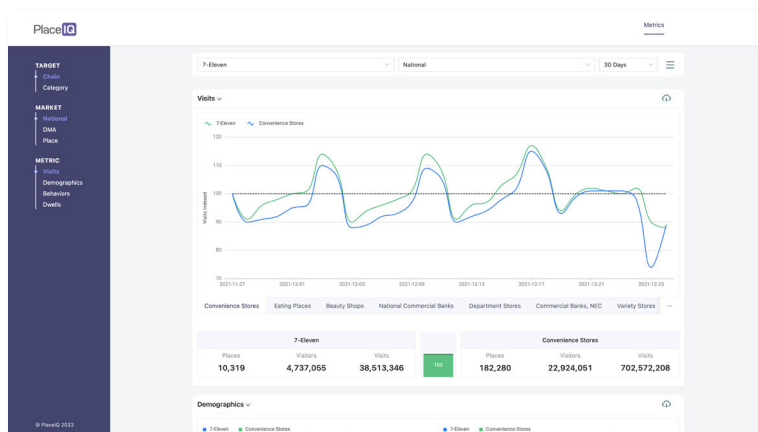 PlaceIQ
Metrics
TARGET
Chain
Category
MARKET
National
DMA
Place
METRIC
Visits
Demographics
Behaviors
Dwells
© PlaceIQ 2022
7-Eleven National 30 Days
Visits
7-Eleven Convenience Stores
Visits Indexed
130
110
100
90
80
70
2021-11-27 2021-12-01 2021-12-05 2021-12-09 2021-12-13 2021-12-17 2021-12-21 2021-12-25
Convenience Stores Eating Places Beauty Shops National Commercial Banks Department Stores Commercial Banks, NEC Variety Stores ...
7-Eleven Convenience Stores
Places Visitors Visits Places Visitors Visits
10,319 4,737,055 38,513,346 103 182,280 22,924,051 702,572,208
Demographics
7-Eleven Convenience Stores 7-Eleven Convenience Stores